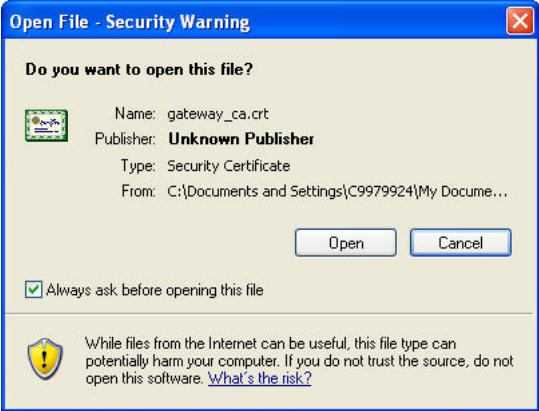 Open File - Security Warning
Do you want to open this file?
Name: gateway_ca.crt
Publisher: Unknown Publisher
Type: Security Certificate
From: C:\Documents and Settings\C9979924\My Docume...
Open Cancel
Always ask before opening this file
While files from the Internet can be useful, this file type can
potentially harm your computer. If you do not trust the source, do not
open this software. What's the risk?